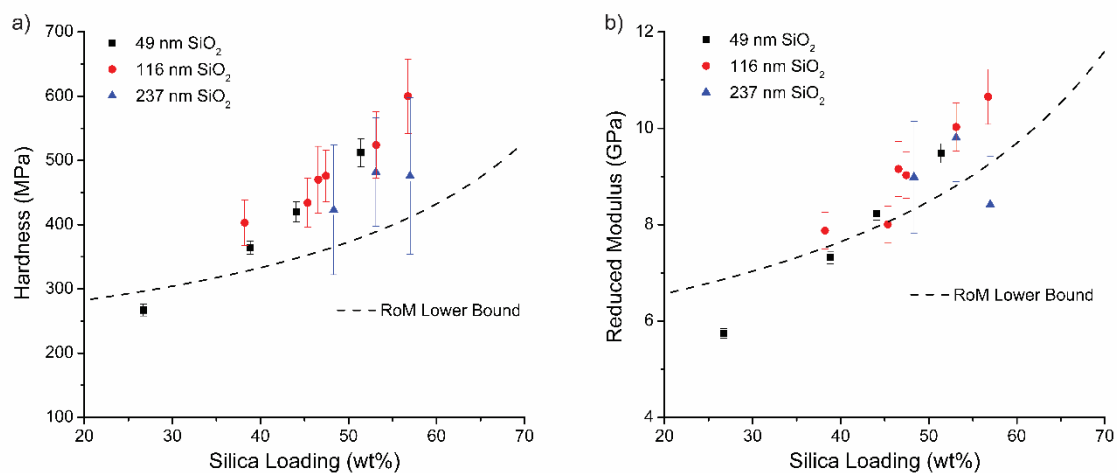 a)
700
600
500
400
300
200
100
Hardness (MPa)
49 nm SiO₂
116 nm SiO₂
237 nm SiO₂
RoM Lower Bound
20 30 40 50 60 70
Silica Loading (wt%)
b)
12
10
8
6
4
Reduced Modulus (GPa)
49 nm SiO₂
116 nm SiO₂
237 nm SiO₂
RoM Lower Bound
20 30 40 50 60 70
Silica Loading (wt%)